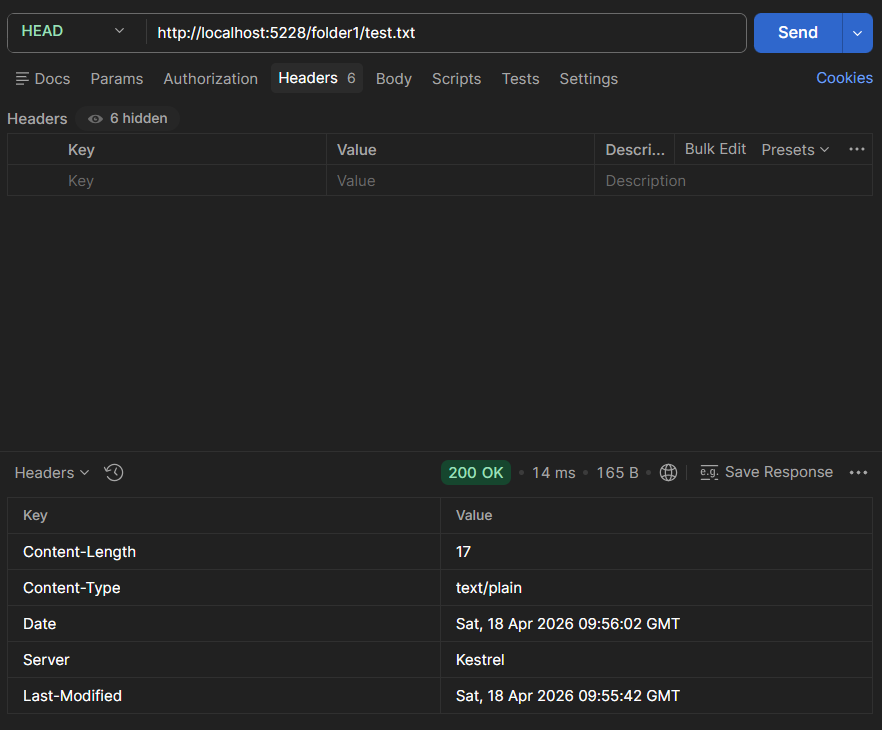 HEAD http://localhost:5228/folder1/test.txt Send
Docs Params Authorization Headers 6 Body Scripts Tests Settings Cookies
Headers 6 hidden
Key Value Descri... Bulk Edit Presets
Key Value Description
Headers 200 OK 14 ms 165 B e.g. Save Response
Key Value
Content-Length 17
Content-Type text/plain
Date Sat, 18 Apr 2026 09:56:02 GMT
Server Kestrel
Last-Modified Sat, 18 Apr 2026 09:55:42 GMT